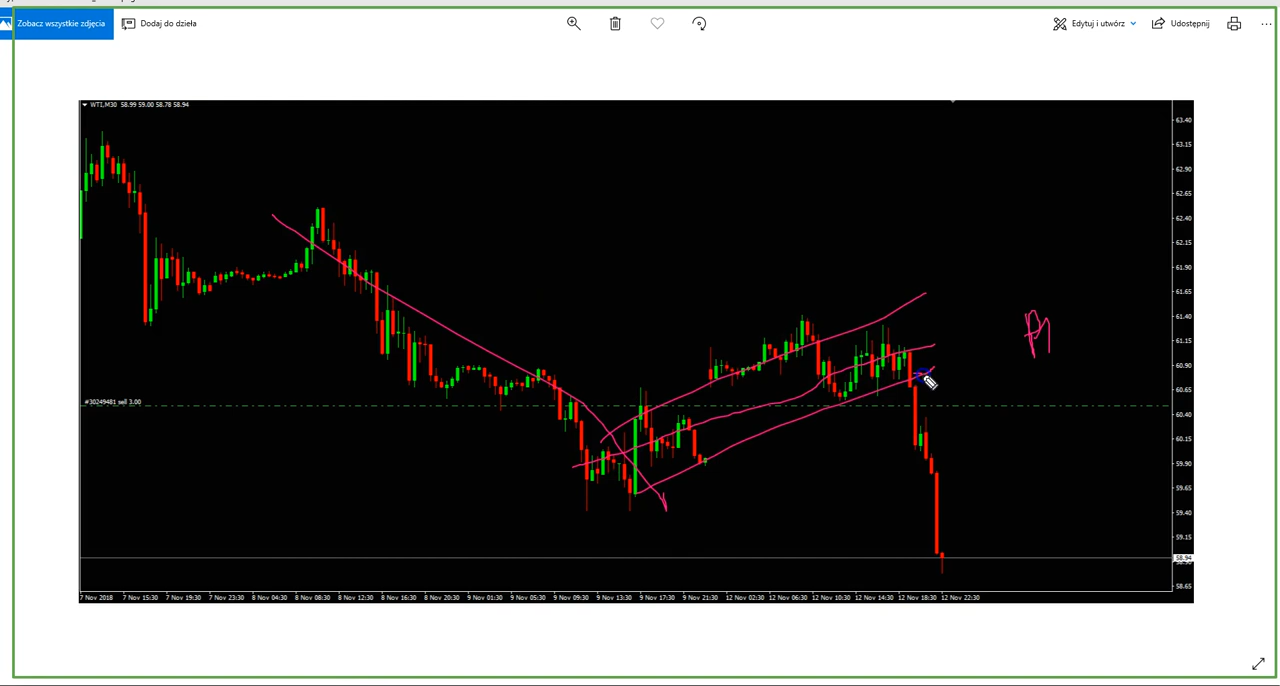 Zobacz wszystkie zdjęcia
Dodaj do dzieła
Edytuj i utwórz
Udostępnij
WTI,M30 58.99 59.00 58.78 58.94
63.40
63.15
62.90
62.65
62.40
62.15
61.90
61.65
61.40
61.15
60.90
60.65
#30249481 sell 3.00
60.40
60.15
59.90
59.65
59.40
59.15
58.94
58.65
7 Nov 2018 7 Nov 15:30 7 Nov 19:30 7 Nov 23:30 8 Nov 04:30 8 Nov 08:30 8 Nov 12:30 8 Nov 16:30 8 Nov 20:30 9 Nov 01:30 9 Nov 05:30 9 Nov 09:30 9 Nov 13:30 9 Nov 17:30 9 Nov 21:30 12 Nov 02:30 12 Nov 06:30 12 Nov 10:30 12 Nov 14:30 12 Nov 18:30 12 Nov 22:30